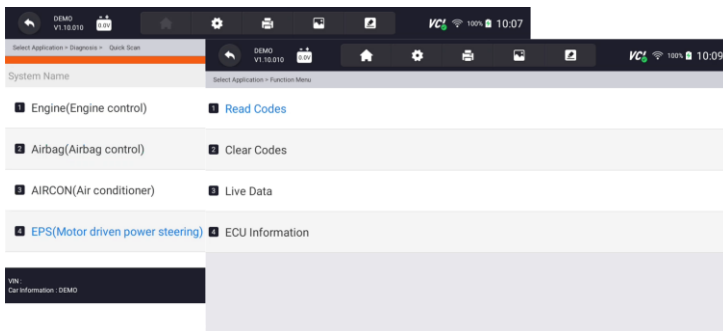 DEMO
V1.10.010
0.0V
VCI
100%
10:07
Select Application > Diagnosis > Quick Scan
System Name
1 Engine(Engine control)
2 Airbag(Airbag control)
3 AIRCON(Air conditioner)
4 EPS(Motor driven power steering)
VIN :
Car Information : DEMO
DEMO
V1.10.010
0.0V
VCI
100%
10:09
Select Application > Function Menu
1 Read Codes
2 Clear Codes
3 Live Data
4 ECU Information